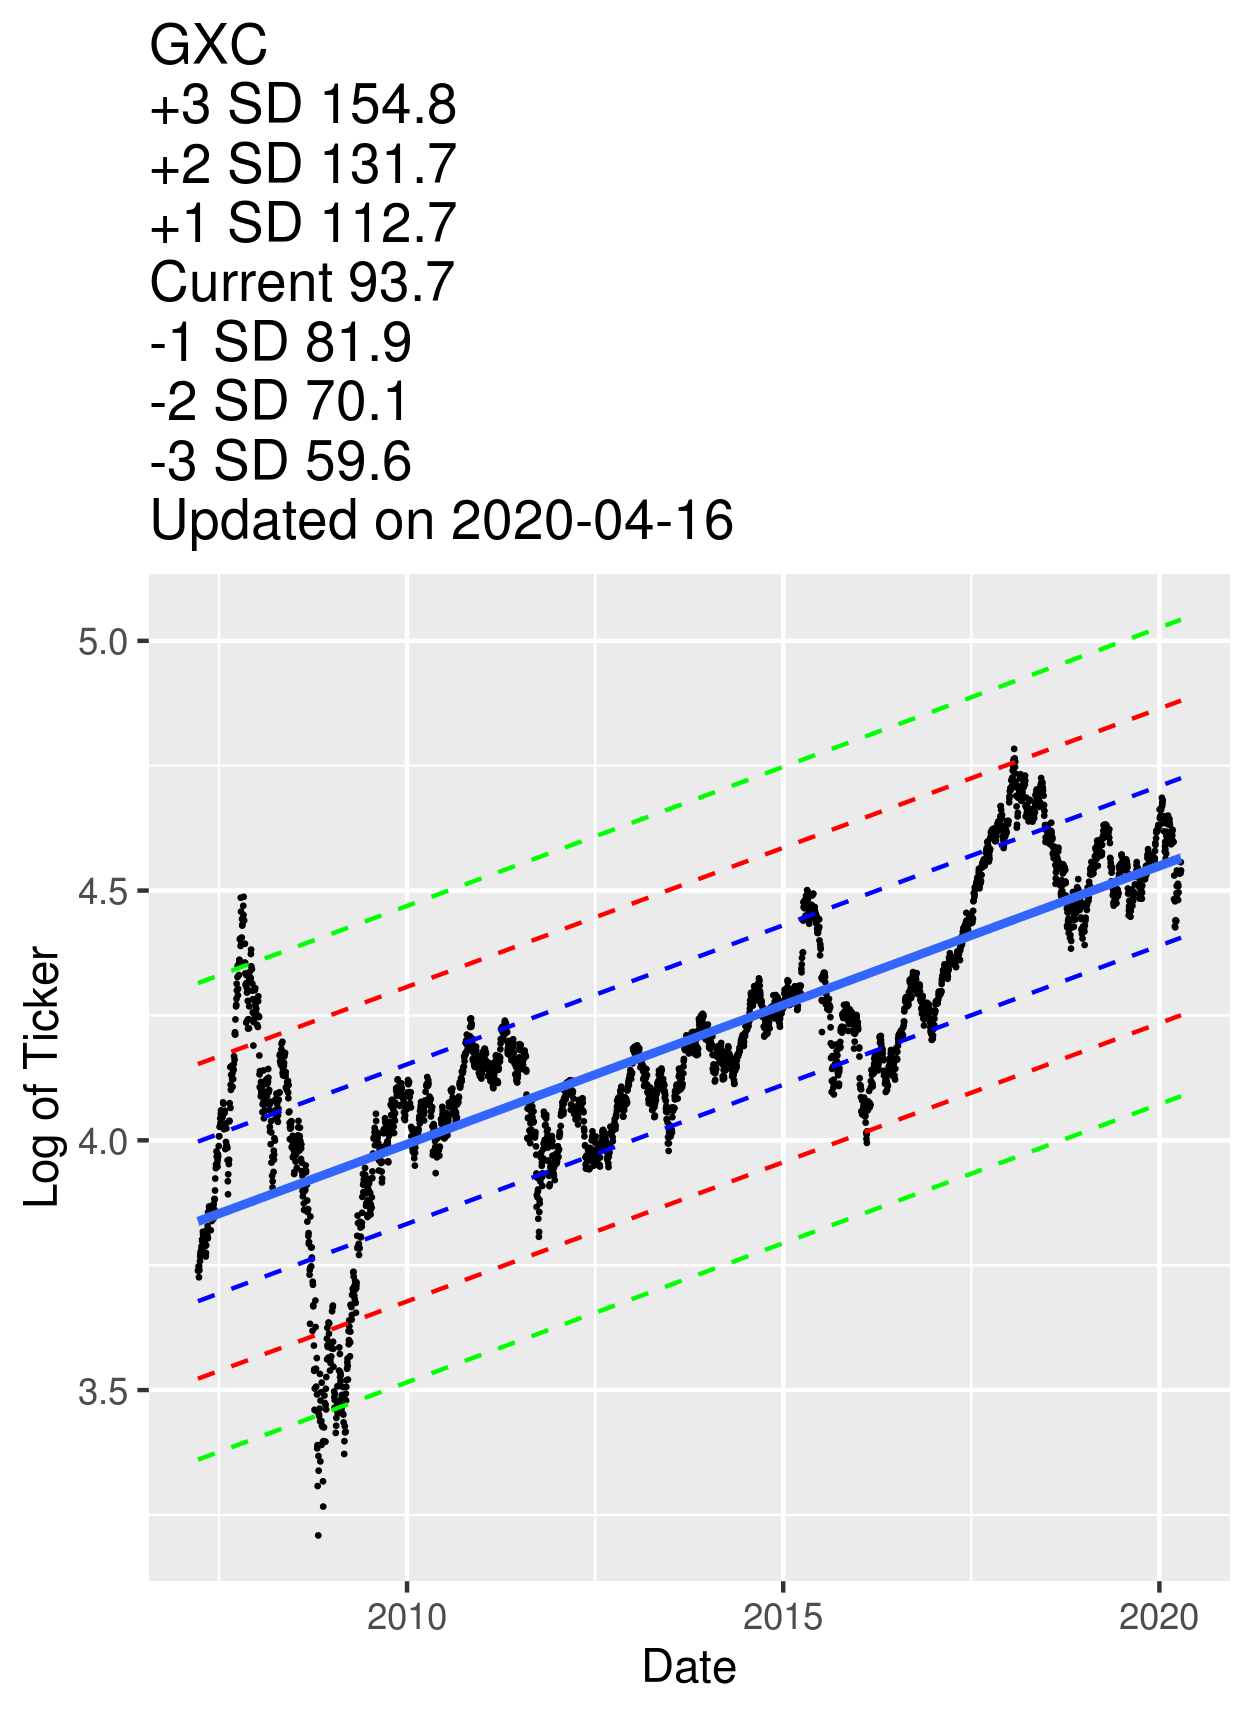 GXC
+3 SD 154.8
+2 SD 131.7
+1 SD 112.7
Current 93.7
-1 SD 81.9
-2 SD 70.1
-3 SD 59.6
Updated on 2020-04-16
5.0
4.5
4.0
3.5
Log of Ticker
2010 2015 2020
Date